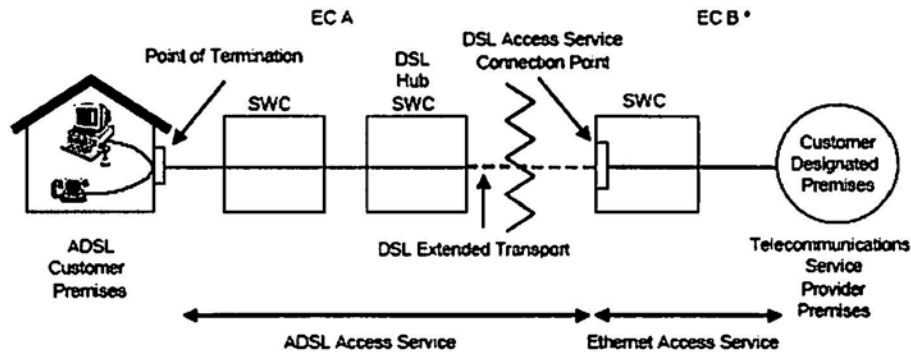 EC A
EC B*
Point of Termination
DSL
Hub
SWC
DSL Access Service
Connection Point
SWC
SWC
Customer
Designated
Premises
DSL Extended Transport
ADSL
Customer
Premises
Telecommunications
Service
Provider
Premises
ADSL Access Service
Ethernet Access Service